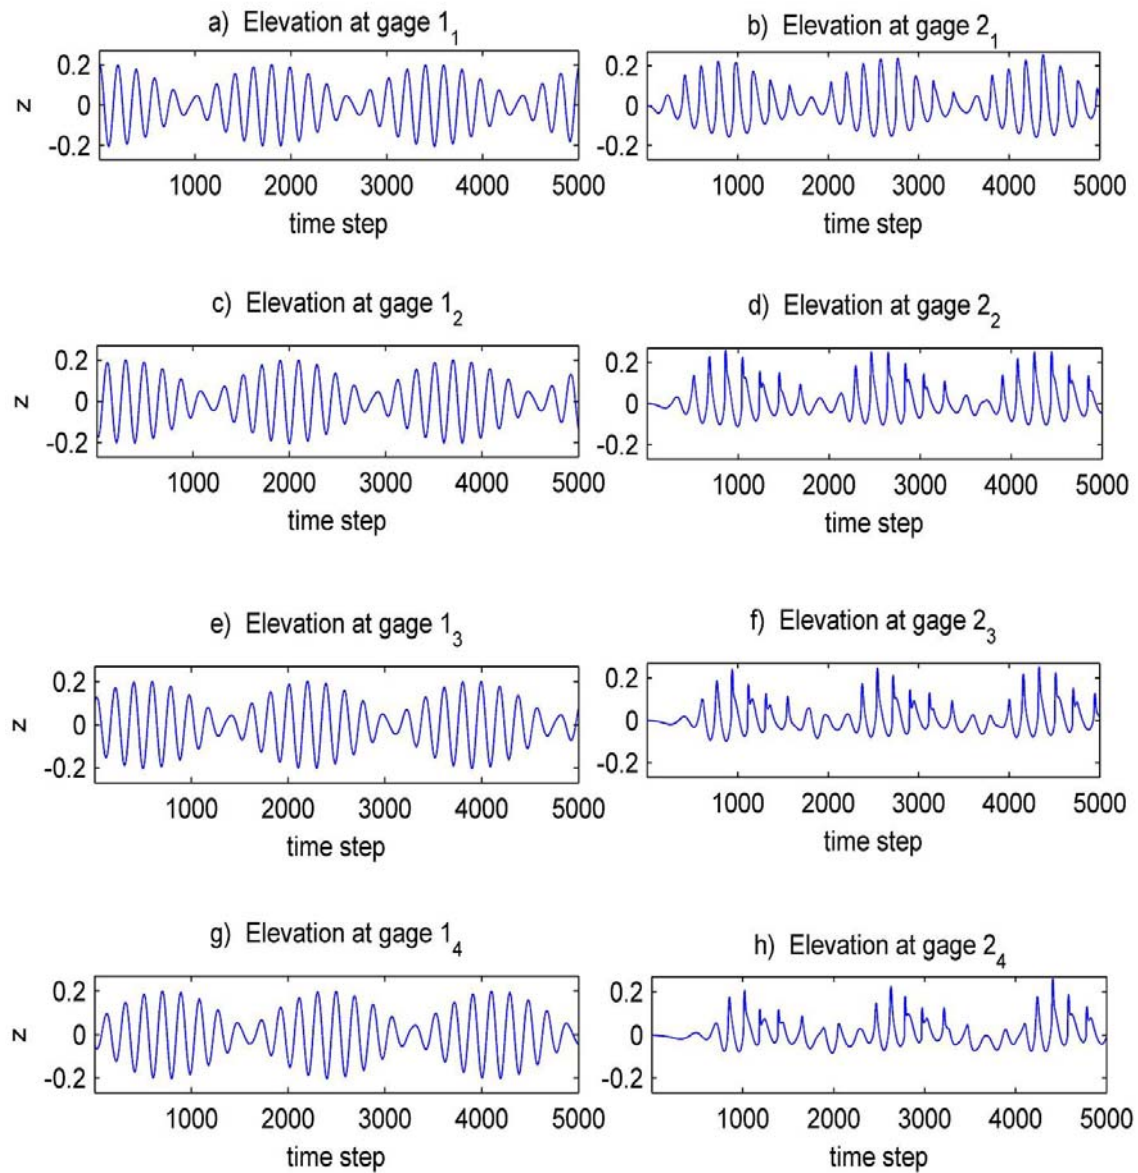 a) Elevation at gage 1₁
z
0.2
0
-0.2
1000 2000 3000 4000 5000
time step
b) Elevation at gage 2₁
0.2
0
-0.2
1000 2000 3000 4000 5000
time step
c) Elevation at gage 1₂
z
0.2
0
-0.2
1000 2000 3000 4000 5000
time step
d) Elevation at gage 2₂
0.2
0
-0.2
1000 2000 3000 4000 5000
time step
e) Elevation at gage 1₃
z
0.2
0
-0.2
1000 2000 3000 4000 5000
time step
f) Elevation at gage 2₃
0.2
0
-0.2
1000 2000 3000 4000 5000
time step
g) Elevation at gage 1₄
z
0.2
0
-0.2
1000 2000 3000 4000 5000
time step
h) Elevation at gage 2₄
0.2
0
-0.2
1000 2000 3000 4000 5000
time step